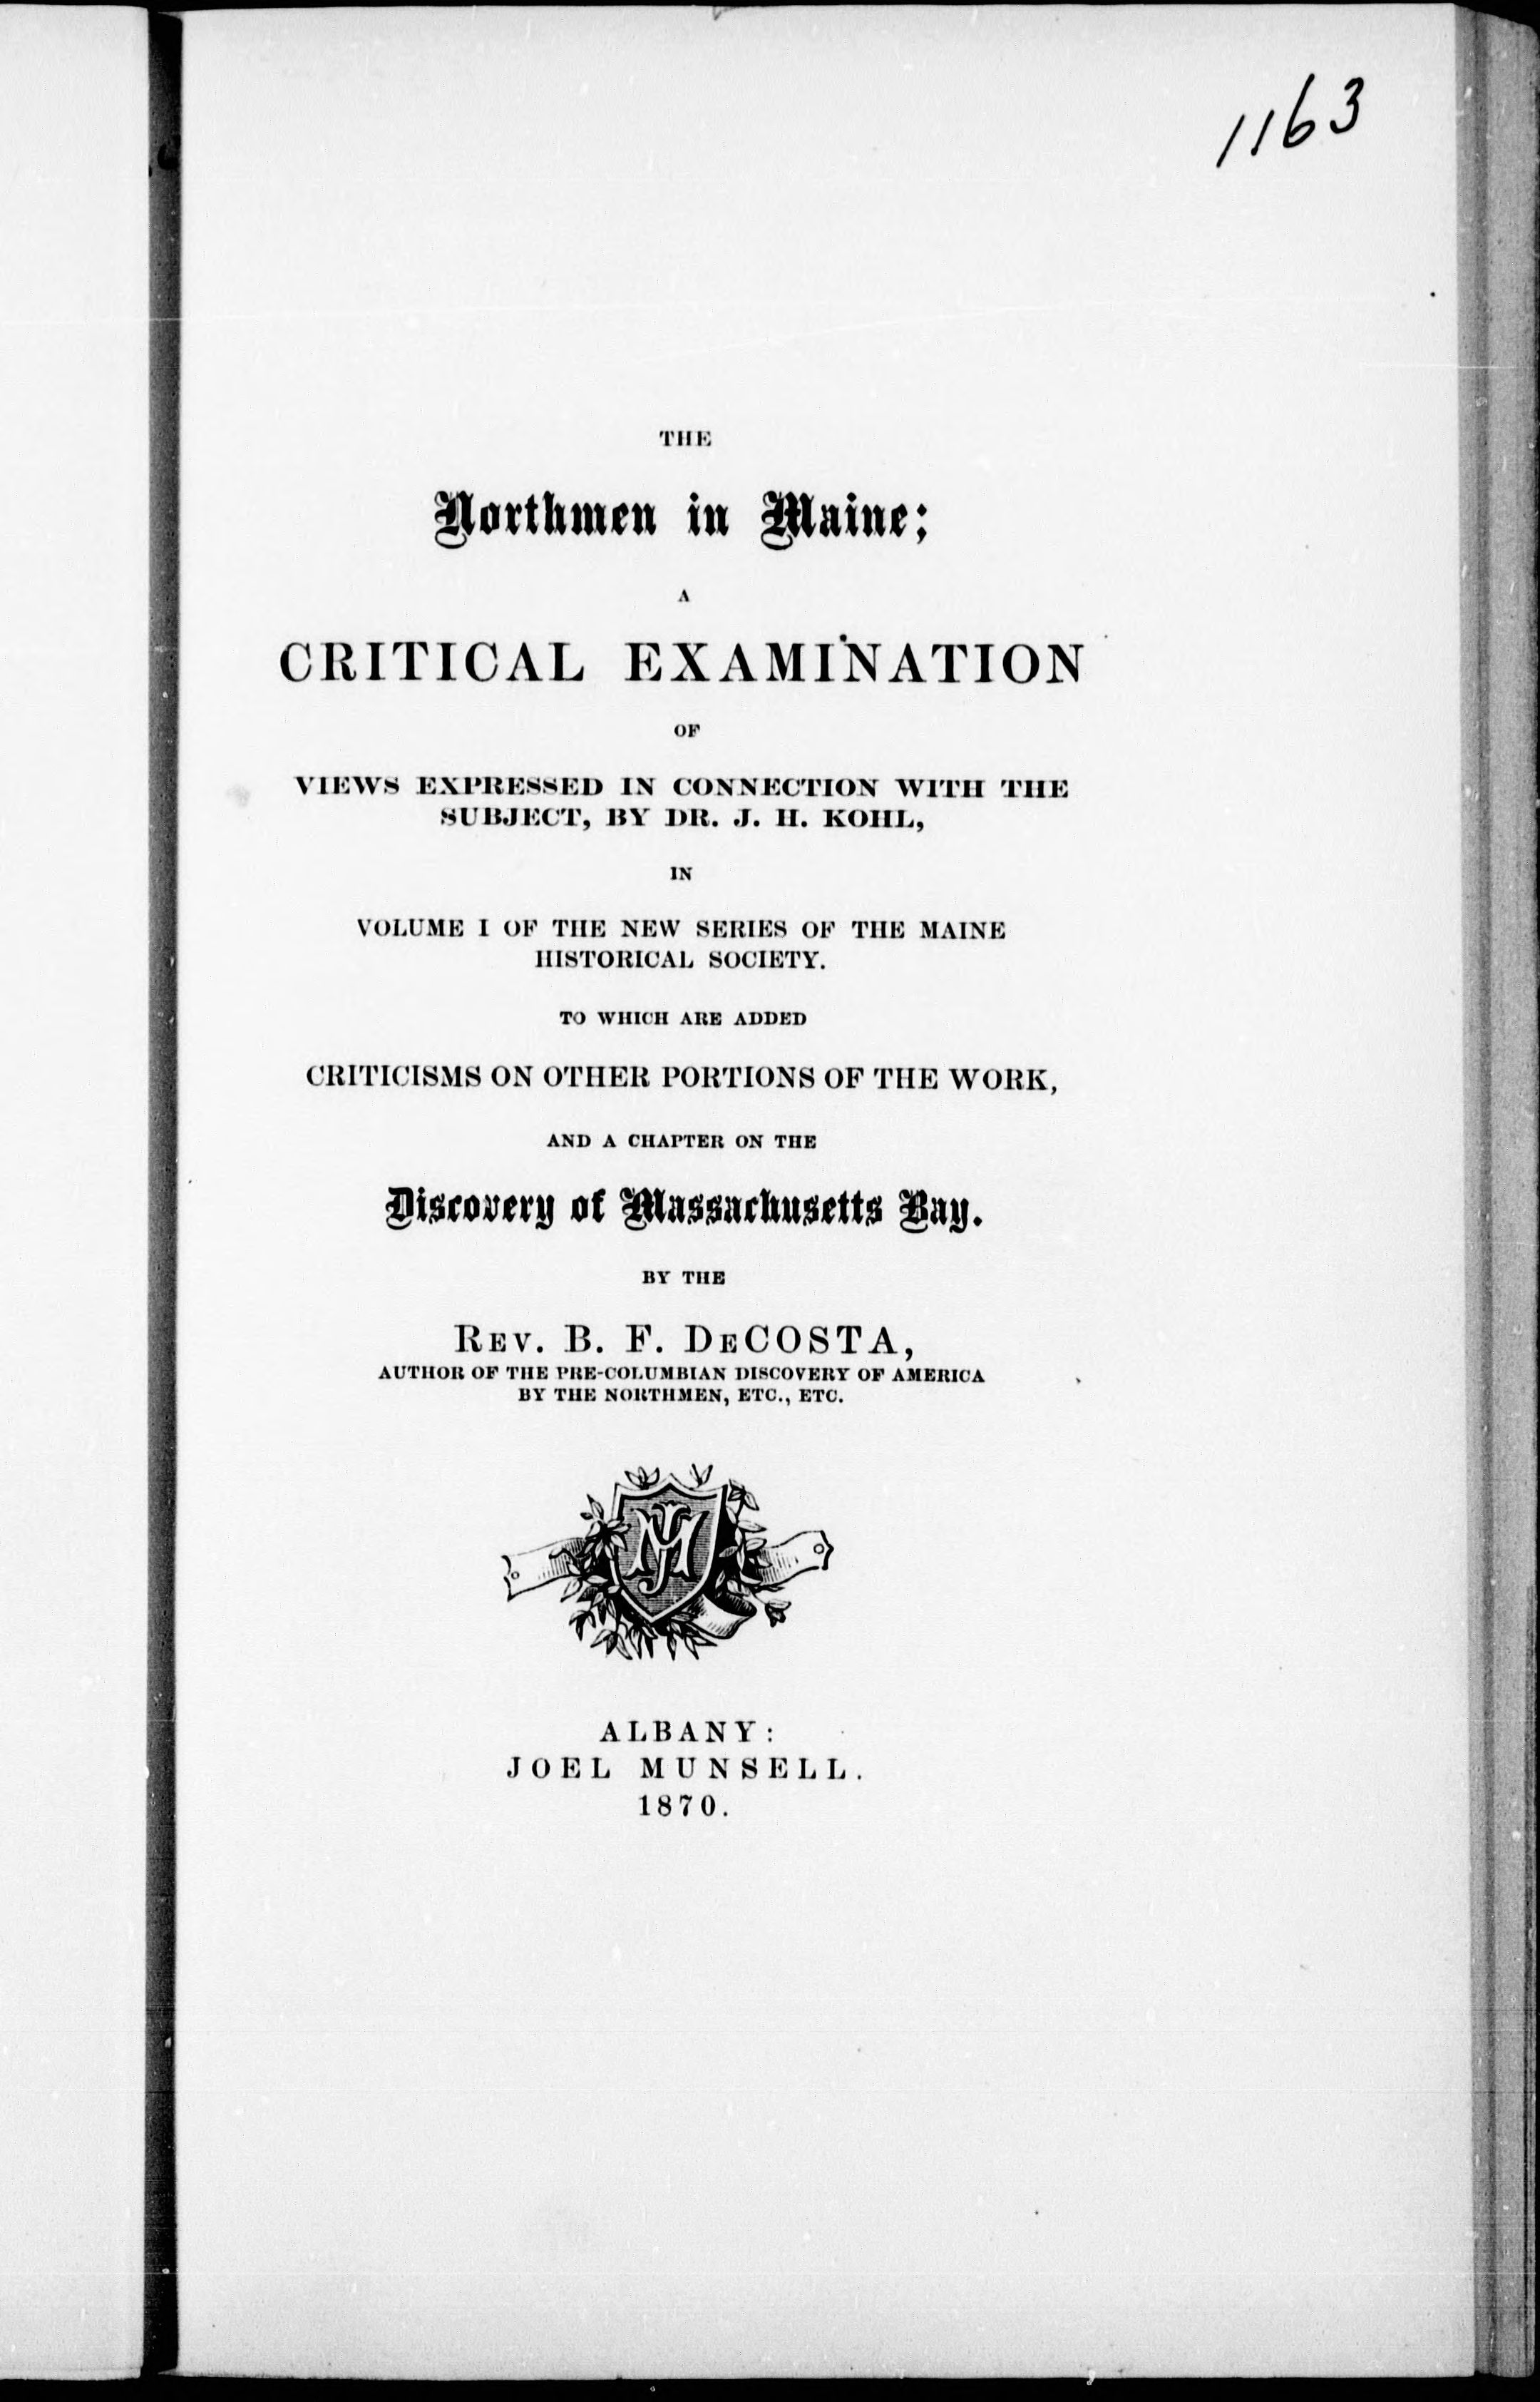 1163
THE
Northmen in Maine;
A
CRITICAL EXAMINATION
OF
VIEWS EXPRESSED IN CONNECTION WITH THE
SUBJECT, BY DR. J. H. KOHL,
IN
VOLUME I OF THE NEW SERIES OF THE MAINE
HISTORICAL SOCIETY.
TO WHICH ARE ADDED
CRITICISMS ON OTHER PORTIONS OF THE WORK,
AND A CHAPTER ON THE
Discovery of Massachusetts Bay.
BY THE
REV. B. F. DECOSTA,
AUTHOR OF THE PRE-COLUMBIAN DISCOVERY OF AMERICA
BY THE NORTHMEN, ETC., ETC.
JM
ALBANY:
JOEL MUNSELL.
1870.